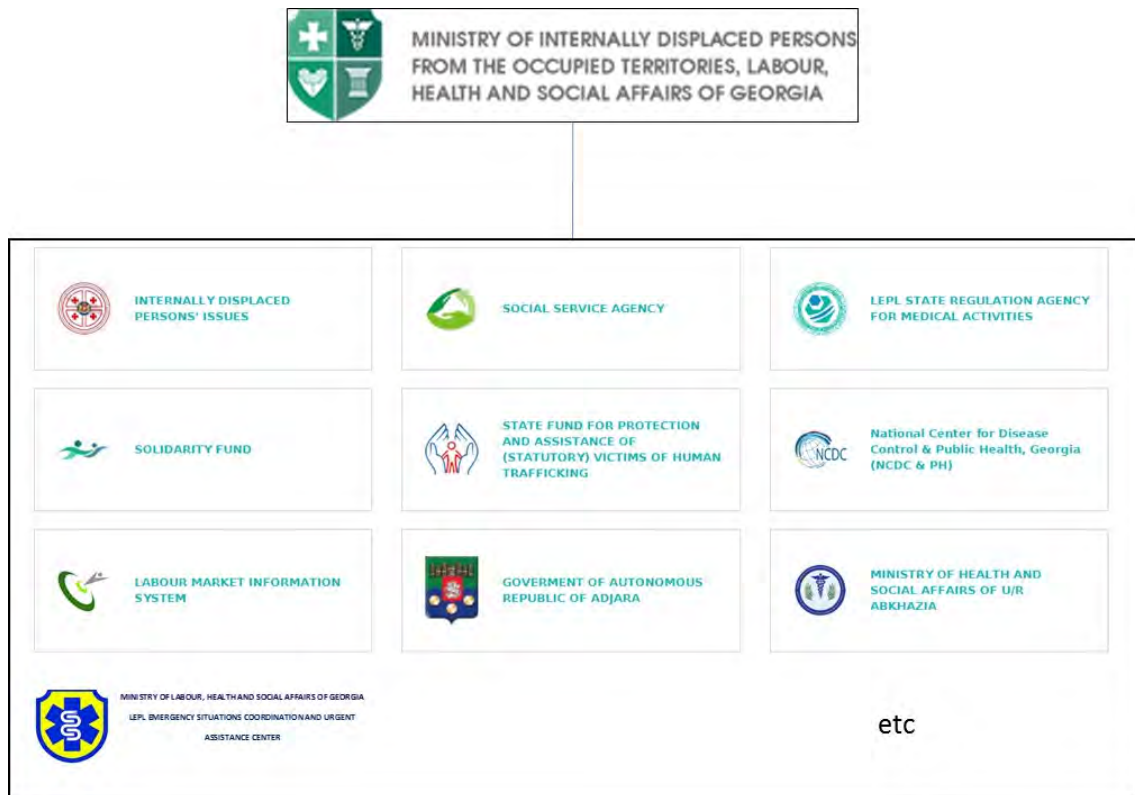 MINISTRY OF INTERNALLY DISPLACED PERSONS
FROM THE OCCUPIED TERRITORIES, LABOUR,
HEALTH AND SOCIAL AFFAIRS OF GEORGIA
INTERNALLY DISPLACED
PERSONS' ISSUES
SOCIAL SERVICE AGENCY
LEPL STATE REGULATION AGENCY
FOR MEDICAL ACTIVITIES
SOLIDARITY FUND
STATE FUND FOR PROTECTION
AND ASSISTANCE OF
(STATUTORY) VICTIMS OF HUMAN
TRAFFICKING
NCDC
National Center for Disease
Control & Public Health, Georgia
(NCDC & PH)
LABOUR MARKET INFORMATION
SYSTEM
GOVERMENT OF AUTONOMOUS
REPUBLIC OF ADJARA
MINISTRY OF HEALTH AND
SOCIAL AFFAIRS OF U/R
ABKHAZIA
MINISTRY OF LABOUR, HEALTH AND SOCIAL AFFAIRS OF GEORGIA
LEPL EMERGENCY SITUATIONS COORDINATION AND URGENT
ASSISTANCE CENTER
etc